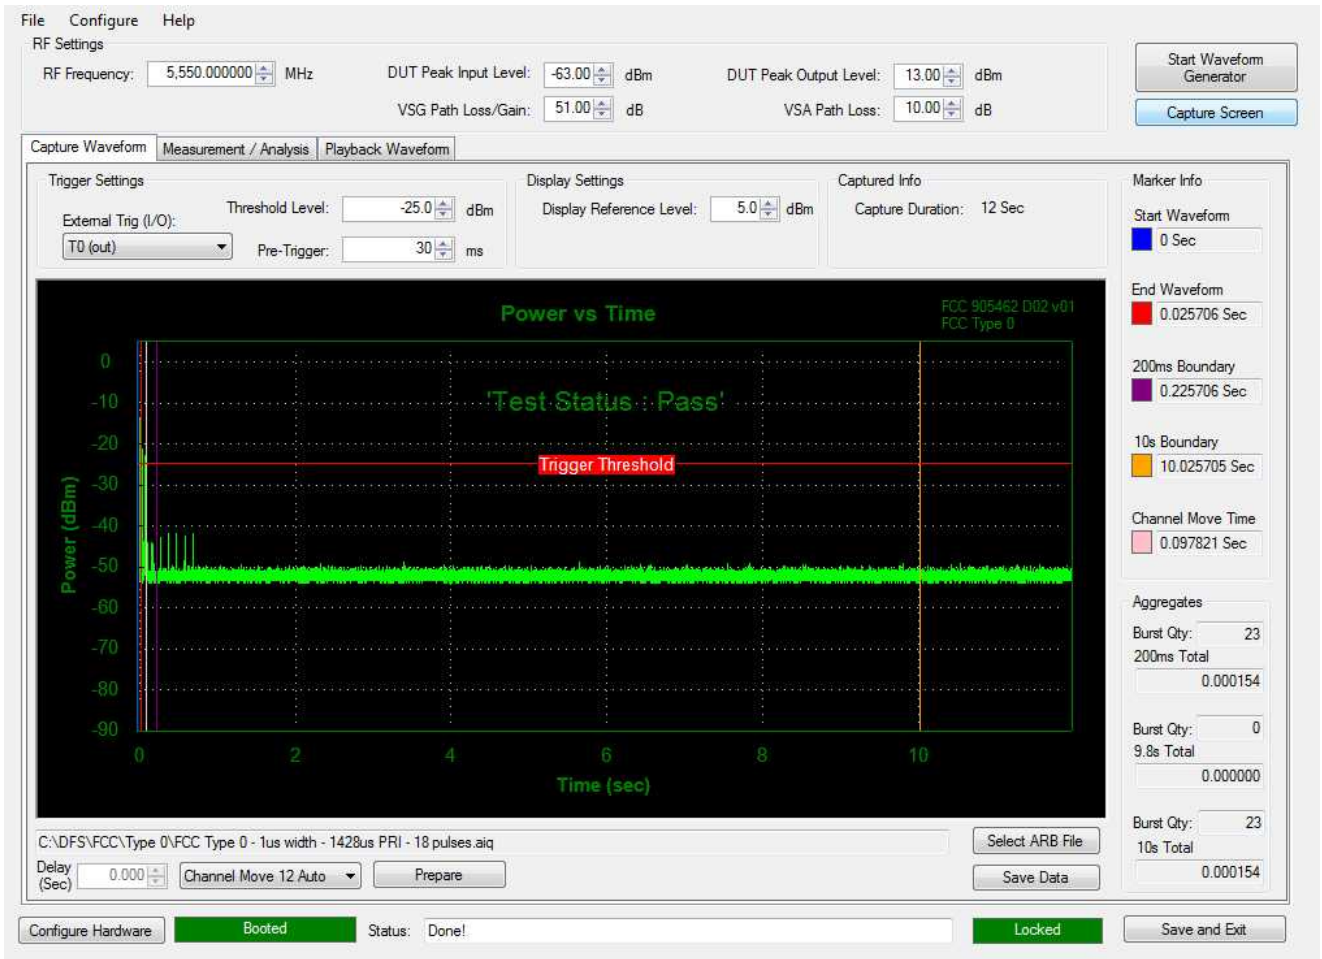 File Configure Help
RF Settings
RF Frequency: 5,550.000000 MHz DUT Peak Input Level: -63.00 dBm DUT Peak Output Level: 13.00 dBm
VSG Path Loss/Gain: 51.00 dB VSA Path Loss: 10.00 dB
Start Waveform
Generator
Capture Screen
Capture Waveform Measurement / Analysis Playback Waveform
Trigger Settings
External Trig (I/O):
T0 (out)
Threshold Level: -25.0 dBm
Pre-Trigger: 30 ms
Display Settings
Display Reference Level: 5.0 dBm
Captured Info
Capture Duration: 12 Sec
Marker Info
Start Waveform
0 Sec
End Waveform
0.025706 Sec
200ms Boundary
0.225706 Sec
10s Boundary
10.025705 Sec
Channel Move Time
0.097821 Sec
Power vs Time
FCC 905462 D02 v01
FCC Type 0
'Test Status : Pass'
Trigger Threshold
Power (dBm)
0
-10
-20
-30
-40
-50
-60
-70
-80
-90
0 2 4 6 8 10
Time (sec)
Aggregates
Burst Qty: 23
200ms Total
0.000154
Burst Qty: 0
9.8s Total
0.000000
Burst Qty: 23
10s Total
0.000154
C:\DFS\FCC\Type 0\FCC Type 0 - 1us width - 1428us PRI - 18 pulses.aiq
Select ARB File
Delay
(Sec)
0.000 Channel Move 12 Auto Prepare Save Data
Configure Hardware Booted Status: Done! Locked Save and Exit